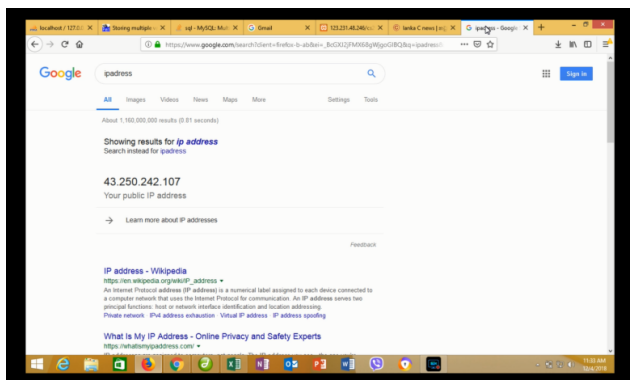 localhost / 127.0.
Storing multiple
sql - MySQL: Mult
Gmail
123.231.48.246/
lanka C news |
ipadress - Google
https://www.google.com/search?client=firefox-b-ab&ei=
Google
ipadress
Sign in
All Images Videos News Maps More Settings Tools
About 1,160,000,000 results (0.81 seconds)
Showing results for ip address
Search instead for ipadress
43.250.242.107
Your public IP address
Learn more about IP addresses
Feedback
IP address - Wikipedia
https://en.wikipedia.org/wiki/IP_address
An Internet Protocol address (IP address) is a numerical label assigned to each device connected to
a computer network that uses the Internet Protocol for communication. An IP address serves two
principal functions: host or network interface identification and location addressing.
Private network · IPv4 address exhaustion · Virtual IP address · IP address spoofing
What Is My IP Address - Online Privacy and Safety Experts
https://whatismyipaddress.com/
11:33 AM